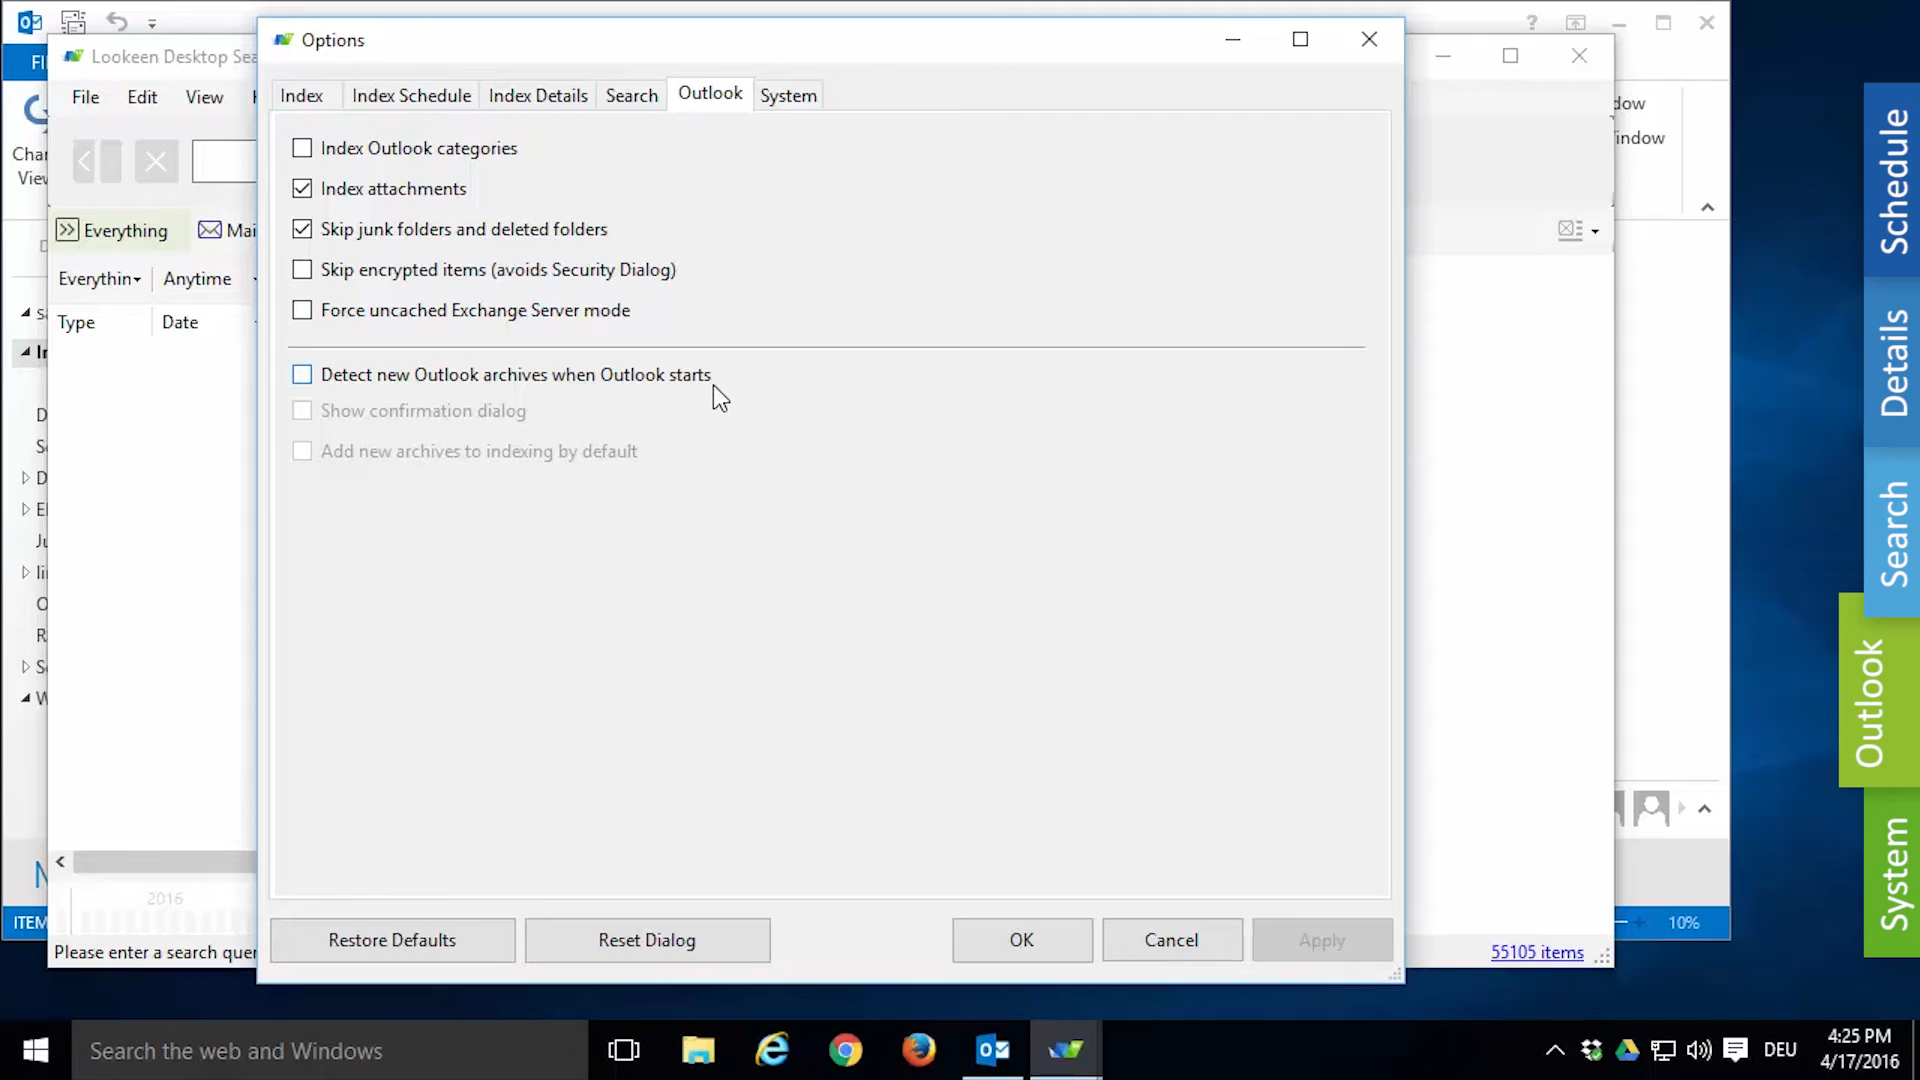 Options
Lookeen Desktop Sea
File Edit View
Index Index Schedule Index Details Search Outlook System
Index Outlook categories
Index attachments
Skip junk folders and deleted folders
Skip encrypted items (avoids Security Dialog)
Force uncached Exchange Server mode
Detect new Outlook archives when Outlook starts
Show confirmation dialog
Add new archives to indexing by default
Restore Defaults Reset Dialog OK Cancel Apply
Everything Mai
Everythin Anytime
Type Date
2016
Please enter a search quer
55105 items
ITEM
10%
Schedule
Details
Search
Outlook
System
Search the web and Windows
DEU
4:25 PM
4/17/2016